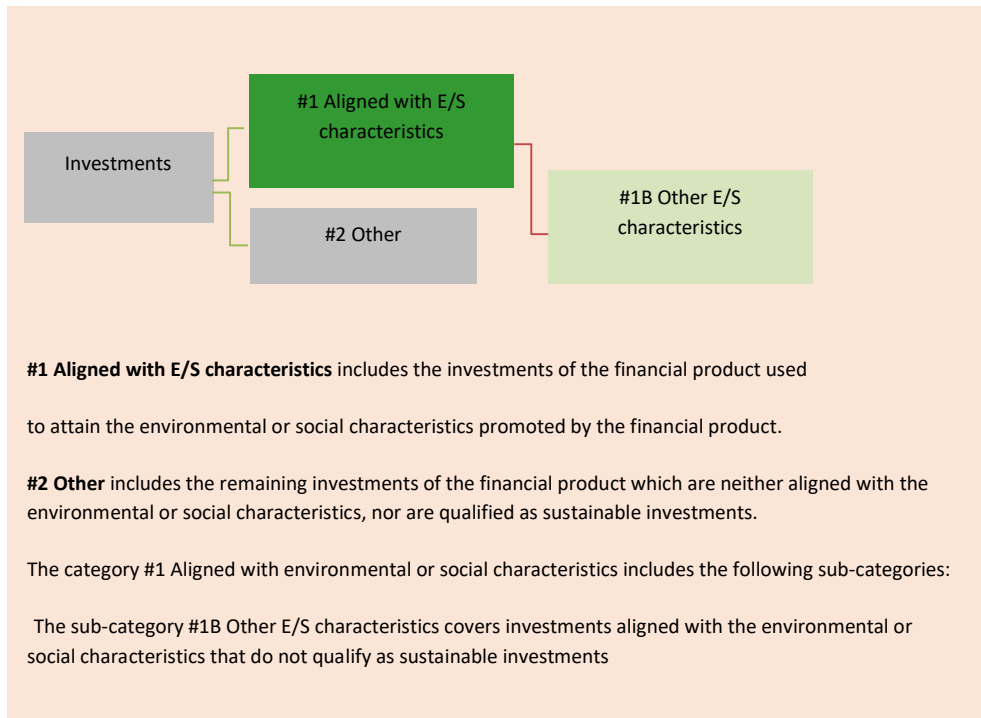 #1 Aligned with E/S
characteristics
Investments
#1B Other E/S
characteristics
#2 Other
#1 Aligned with E/S characteristics includes the investments of the financial product used
to attain the environmental or social characteristics promoted by the financial product.
#2 Other includes the remaining investments of the financial product which are neither aligned with the
environmental or social characteristics, nor are qualified as sustainable investments.
The category #1 Aligned with environmental or social characteristics includes the following sub-categories:
The sub-category #1B Other E/S characteristics covers investments aligned with the environmental or
social characteristics that do not qualify as sustainable investments